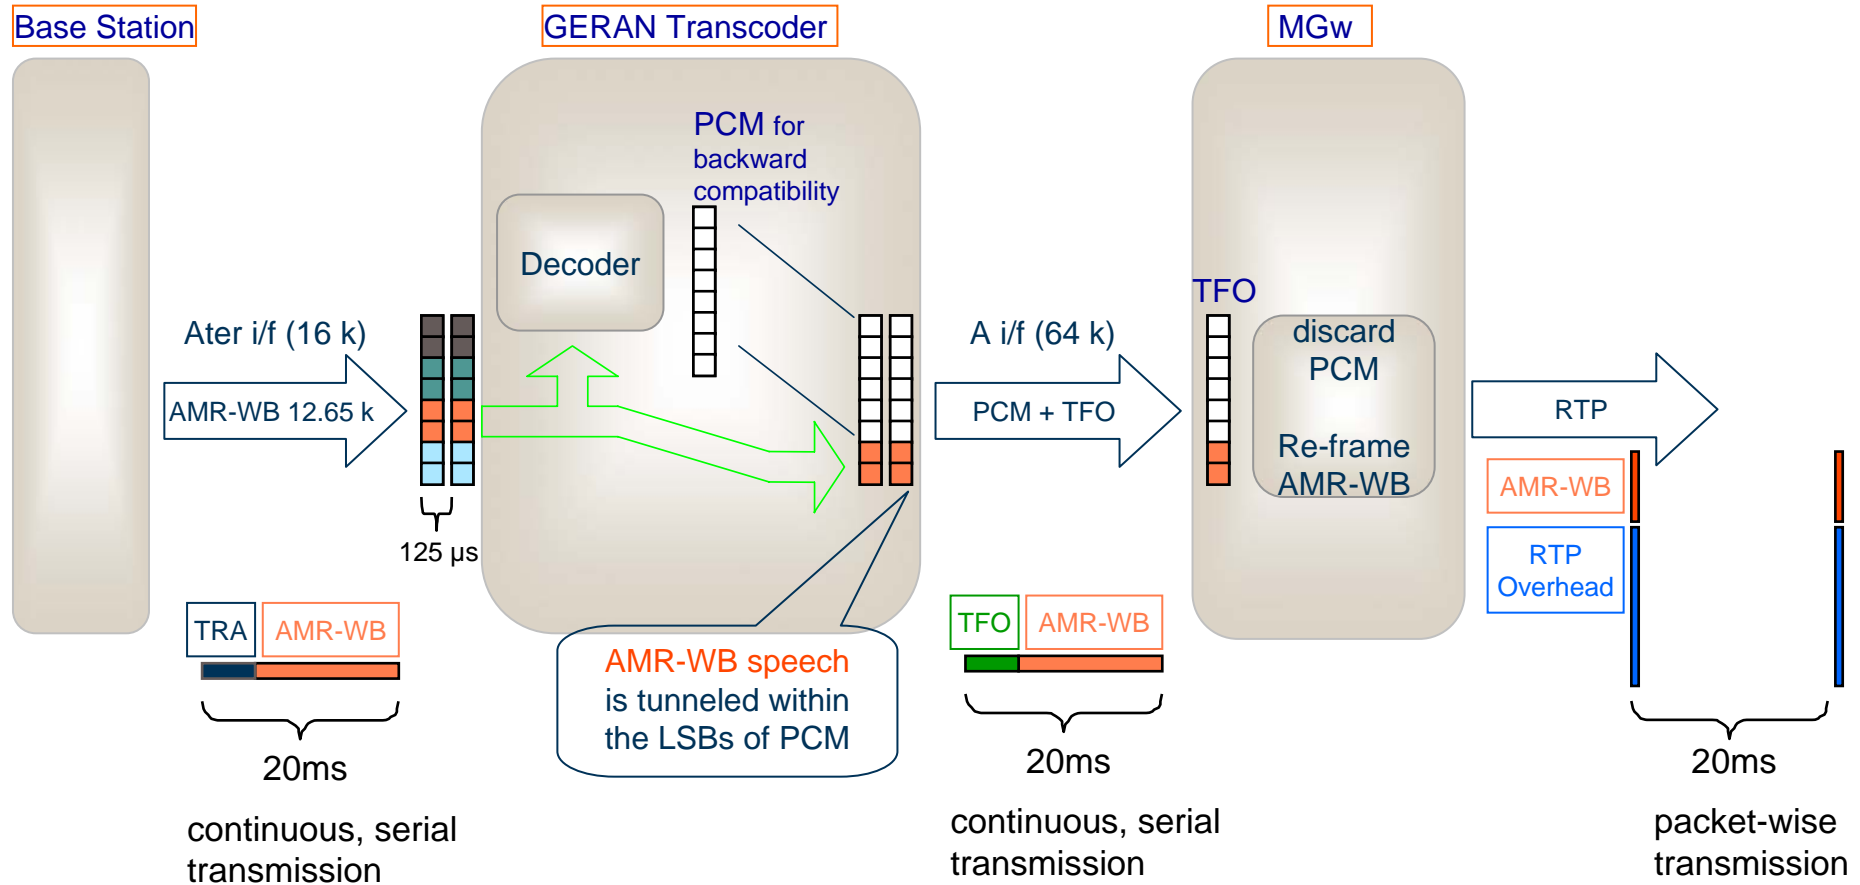 Base Station
GERAN Transcoder
MGw
PCM for
backward
compatibility
Decoder
Ater i/f (16 k)
AMR-WB 12.65 k
125 µs
A i/f (64 k)
PCM + TFO
TFO
discard
PCM
Re-frame
AMR-WB
RTP
AMR-WB
RTP
Overhead
TRA
AMR-WB
20ms
continuous, serial
transmission
AMR-WB speech
is tunneled within
the LSBs of PCM
TFO
AMR-WB
20ms
continuous, serial
transmission
20ms
packet-wise
transmission